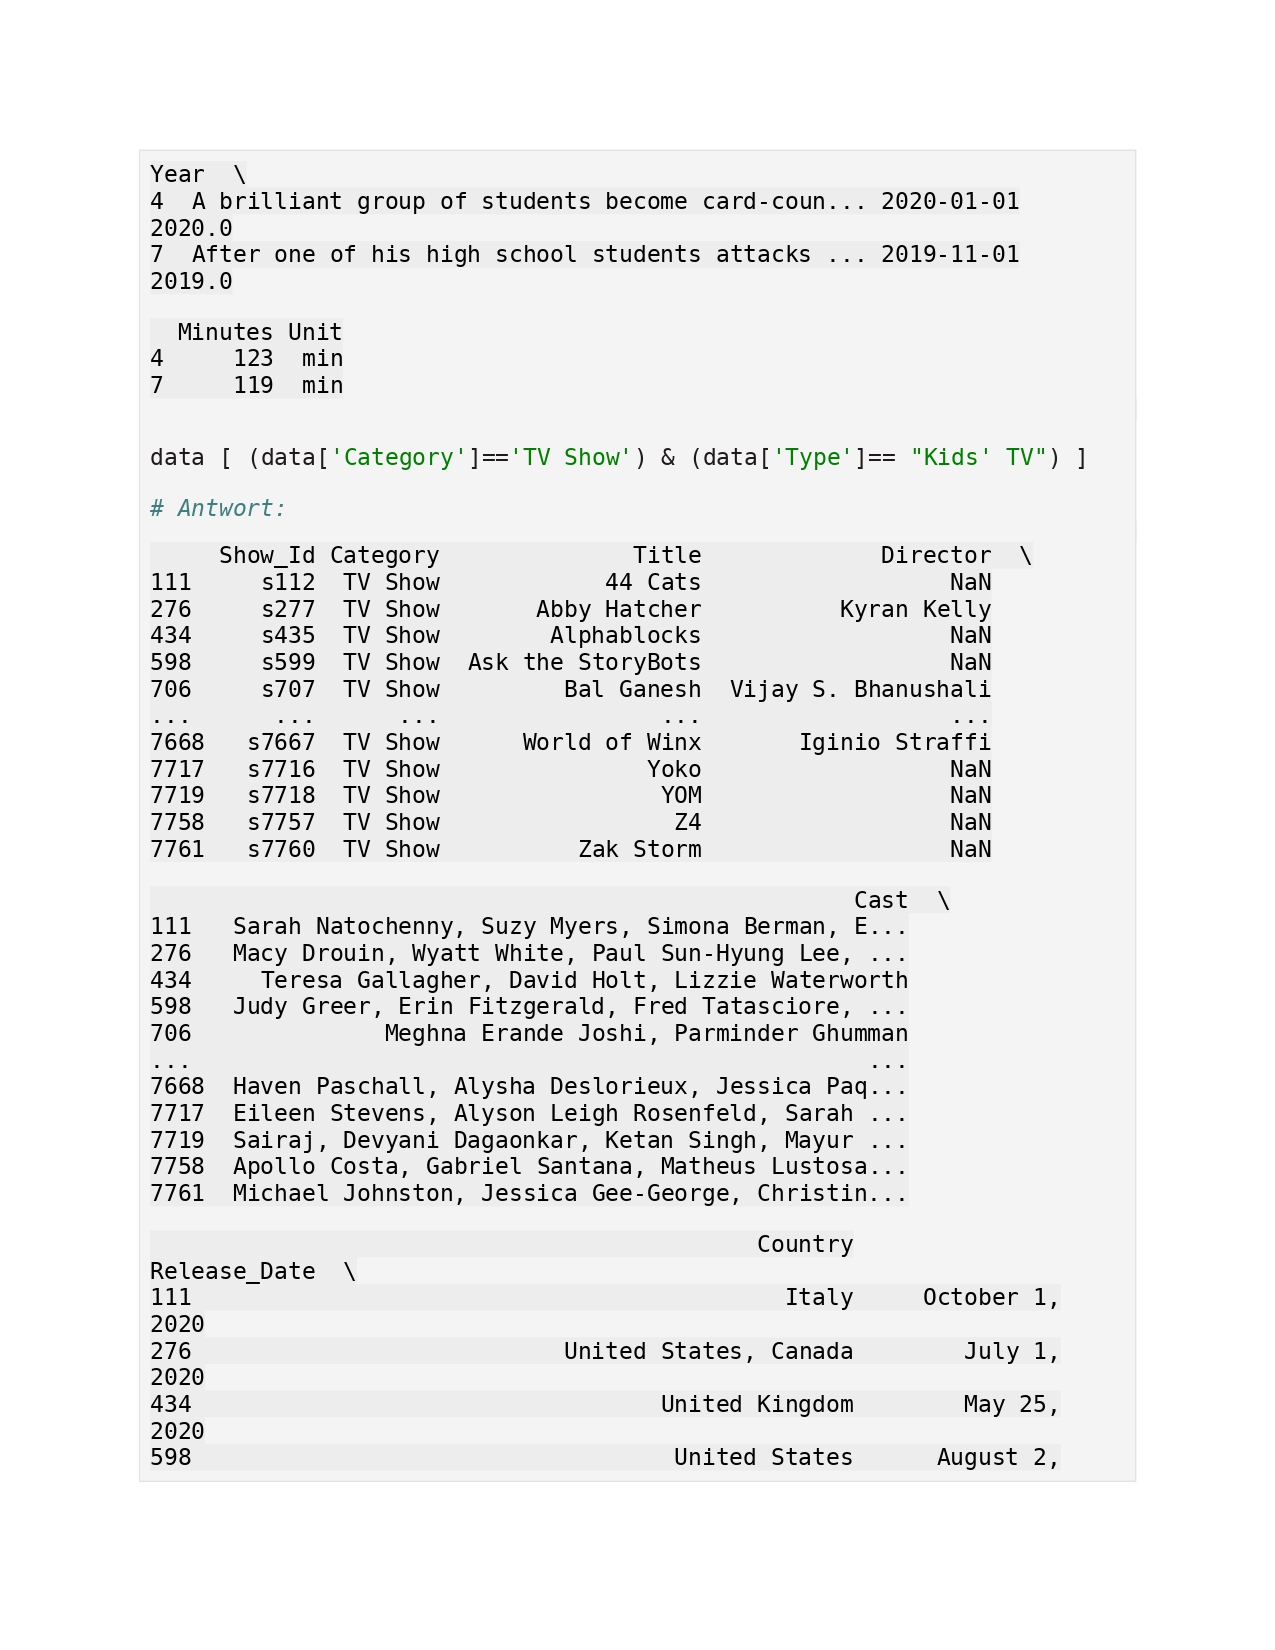 Year  \
4  A brilliant group of students become card-coun... 2020-01-01
2020.0
7  After one of his high school students attacks ... 2019-11-01
2019.0
  Minutes Unit
4     123  min
7     119  min
data [ (data['Category']=='TV Show') & (data['Type']== "Kids' TV") ]
# Antwort:
     Show_Id Category              Title             Director  \
111     s112  TV Show            44 Cats                  NaN
276     s277  TV Show       Abby Hatcher          Kyran Kelly
434     s435  TV Show        Alphablocks                  NaN
598     s599  TV Show  Ask the StoryBots                  NaN
706     s707  TV Show         Bal Ganesh  Vijay S. Bhanushali
...      ...      ...                ...                  ...
7668   s7667  TV Show      World of Winx       Iginio Straffi
7717   s7716  TV Show               Yoko                  NaN
7719   s7718  TV Show                YOM                  NaN
7758   s7757  TV Show                 Z4                  NaN
7761   s7760  TV Show          Zak Storm                  NaN
                                                   Cast  \
111   Sarah Natochenny, Suzy Myers, Simona Berman, E...
276   Macy Drouin, Wyatt White, Paul Sun-Hyung Lee, ...
434     Teresa Gallagher, David Holt, Lizzie Waterworth
598   Judy Greer, Erin Fitzgerald, Fred Tatasciore, ...
706              Meghna Erande Joshi, Parminder Ghumman
...                                                 ...
7668  Haven Paschall, Alysha Deslorieux, Jessica Paq...
7717  Eileen Stevens, Alyson Leigh Rosenfeld, Sarah ...
7719  Sairaj, Devyani Dagaonkar, Ketan Singh, Mayur ...
7758  Apollo Costa, Gabriel Santana, Matheus Lustosa...
7761  Michael Johnston, Jessica Gee-George, Christin...
                                            Country
Release_Date  \
111                                           Italy     October 1,
2020
276                           United States, Canada        July 1,
2020
434                                  United Kingdom        May 25,
2020
598                                   United States      August 2,